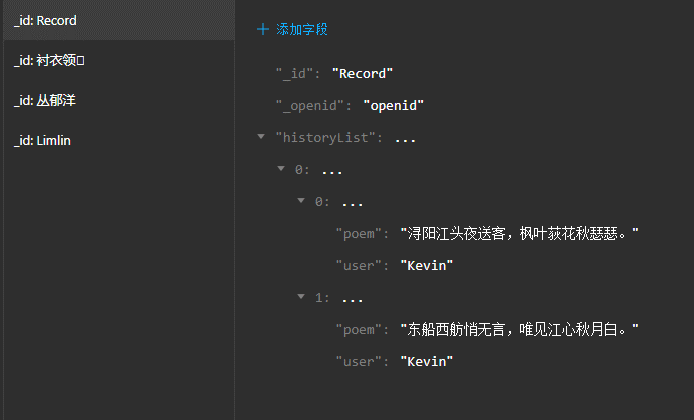 _id: Record
_id: 衬衣领
_id: 丛郁洋
_id: Limlin
添加字段
"_id": "Record"
"_openid": "openid"
"historyList": ...
0: ...
0: ...
"poem": "浔阳江头夜送客，枫叶荻花秋瑟瑟。"
"user": "Kevin"
1: ...
"poem": "东船西舫悄无言，唯见江心秋月白。"
"user": "Kevin"